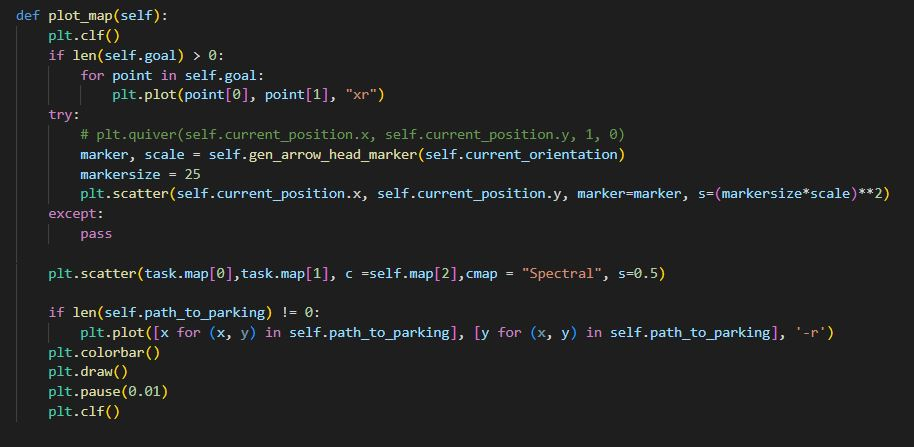 def plot_map(self):
    plt.clf()
    if len(self.goal) > 0:
        for point in self.goal:
            plt.plot(point[0], point[1], "xr")
    try:
        # plt.quiver(self.current_position.x, self.current_position.y, 1, 0)
        marker, scale = self.gen_arrow_head_marker(self.current_orientation)
        markersize = 25
        plt.scatter(self.current_position.x, self.current_position.y, marker=marker, s=(markersize*scale)**2)
    except:
        pass

    plt.scatter(task.map[0],task.map[1], c =self.map[2],cmap = "Spectral", s=0.5)

    if len(self.path_to_parking) != 0:
        plt.plot([x for (x, y) in self.path_to_parking], [y for (x, y) in self.path_to_parking], '-r')
    plt.colorbar()
    plt.draw()
    plt.pause(0.01)
    plt.clf()